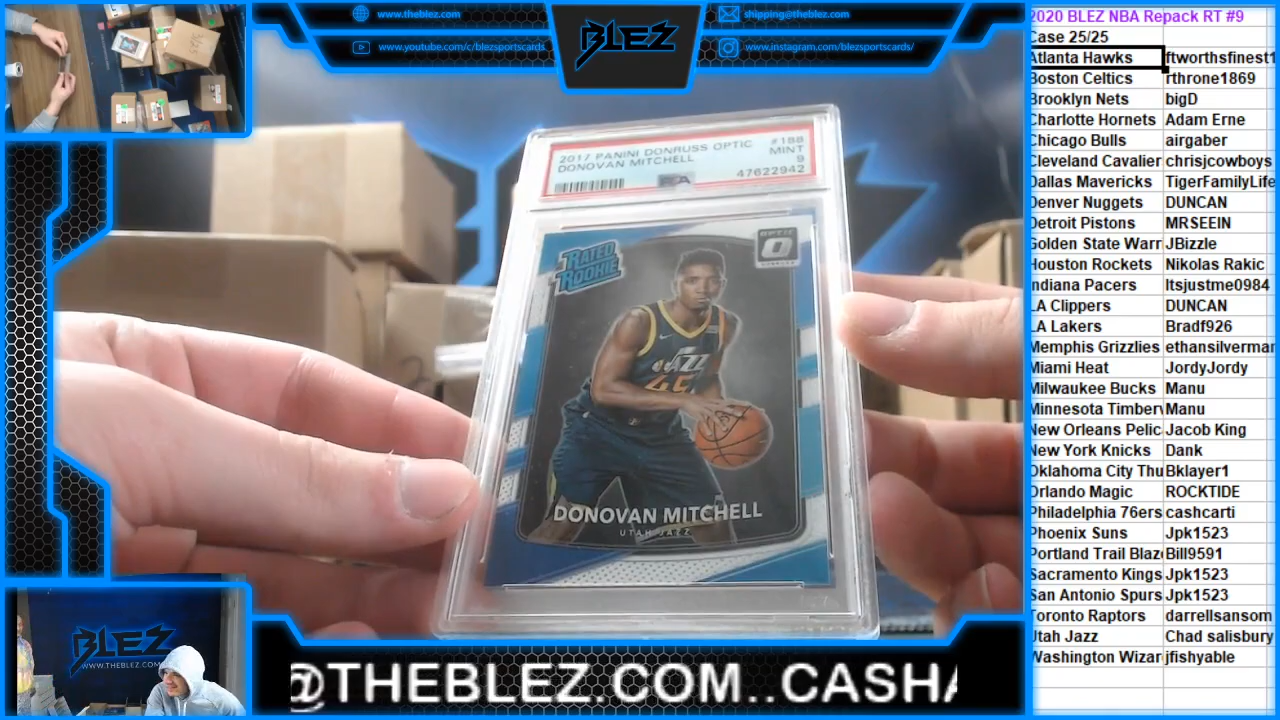 www.theblez.com
www.youtube.com/c/blezsportscards/
BLEZ
shipping@theblez.com
www.instagram.com/blezsportscards/
2017 PANINI DONRUSS OPTIC #188
DONOVAN MITCHELL MINT
9
PSA 47622942
RATED
ROOKIE
OPTIC
O
JAZZ
45
DONOVAN MITCHELL
UTAH JAZZ
BLEZ
WWW.THEBLEZ.COM
@THEBLEZ.COM..CASHA
2020 BLEZ NBA Repack RT #9
Case 25/25
Atlanta Hawks ftworthsfinest1
Boston Celtics rthrone1869
Brooklyn Nets bigD
Charlotte Hornets Adam Erne
Chicago Bulls airgaber
Cleveland Cavalier chrisjcowboys
Dallas Mavericks TigerFamilyLife
Denver Nuggets DUNCAN
Detroit Pistons MRSEEIN
Golden State Warr JBizzle
Houston Rockets Nikolas Rakic
Indiana Pacers Itsjustme0984
LA Clippers DUNCAN
LA Lakers Bradf926
Memphis Grizzlies ethansilverman
Miami Heat JordyJordy
Milwaukee Bucks Manu
Minnesota Timberv Manu
New Orleans Pelic Jacob King
New York Knicks Dank
Oklahoma City Thu Bklayer1
Orlando Magic ROCKTIDE
Philadelphia 76ers cashcarti
Phoenix Suns Jpk1523
Portland Trail Blaz Bill9591
Sacramento Kings Jpk1523
San Antonio Spurs Jpk1523
Toronto Raptors darrellsansom
Utah Jazz Chad salisbury
Washington Wizar jfishyable